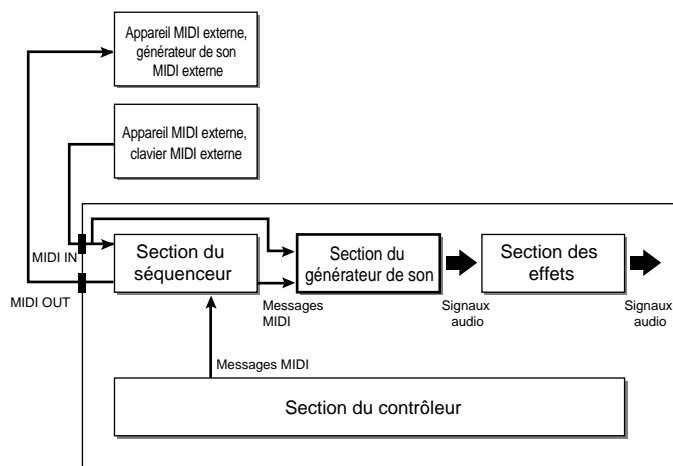 Appareil MIDI externe,
générateur de son
MIDI externe
Appareil MIDI externe,
clavier MIDI externe
MIDI IN
MIDI OUT
Section du
séquenceur
Messages
MIDI
Section du
générateur de son
Signaux
audio
Section des
effets
Signaux
audio
Messages MIDI
Section du contrôleur